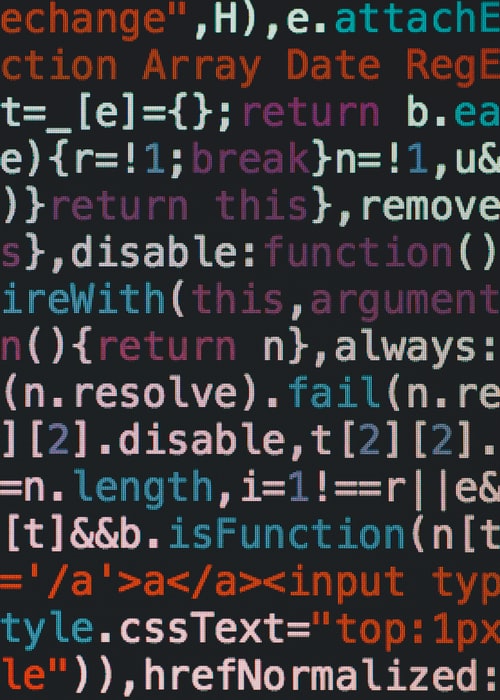 echange",H),e.attachE
ction Array Date RegE
t=_[e]={};return b.ea
e){r=!1;break}n=!1,u&
)}return this},remove
s},disable:function()
ireWith(this,argument
n(){return n},always:
(n.resolve).fail(n.re
][2].disable,t[2][2].
=n.length,i=1!==r||e&
[t]&&b.isFunction(n[t
='/a'>a</a><input typ
tyle.cssText="top:1px
le")),hrefNormalized: